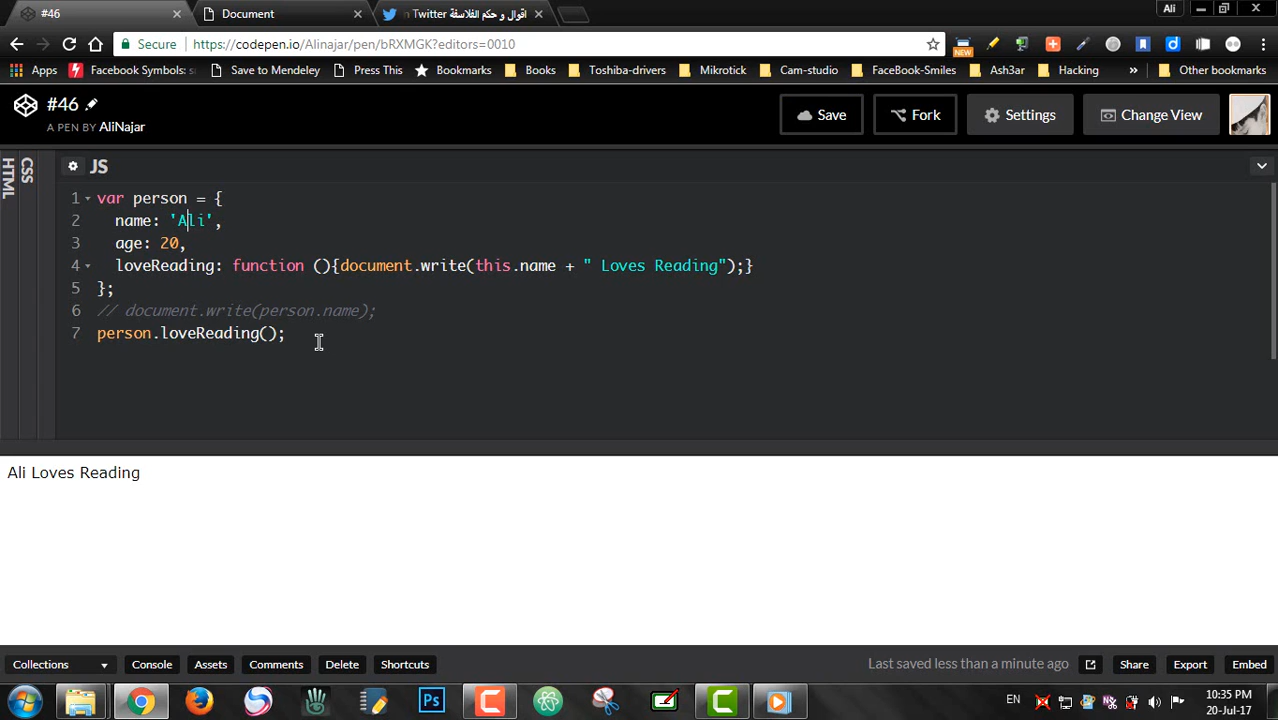 #46
Document
n Twitter اقوال و حكم الفلاسفة
Ali
Secure
https://codepen.io/Alinajar/pen/bRXMGK?editors=0010
NEW
Apps
Facebook Symbols: s
Save to Mendeley
Press This
Bookmarks
Books
Toshiba-drivers
Mikrotick
Cam-studio
FaceBook-Smiles
Ash3ar
Hacking
»
Other bookmarks
#46
A PEN BY AliNajar
Save
Fork
Settings
Change View
HTML
CSS
JS
1 var person = {
2 name: 'Ali',
3 age: 20,
4 loveReading: function (){document.write(this.name + " Loves Reading");}
5 };
6 // document.write(person.name);
7 person.loveReading();
Ali Loves Reading
Collections
Console
Assets
Comments
Delete
Shortcuts
Last saved less than a minute ago
Share
Export
Embed
Ps
EN
10:35 PM
20-Jul-17